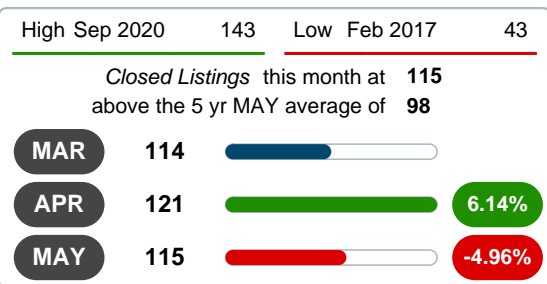 High Sep 2020 143 Low Feb 2017 43
Closed Listings this month at 115
above the 5 yr MAY average of 98
MAR 114
APR 121 6.14%
MAY 115 -4.96%